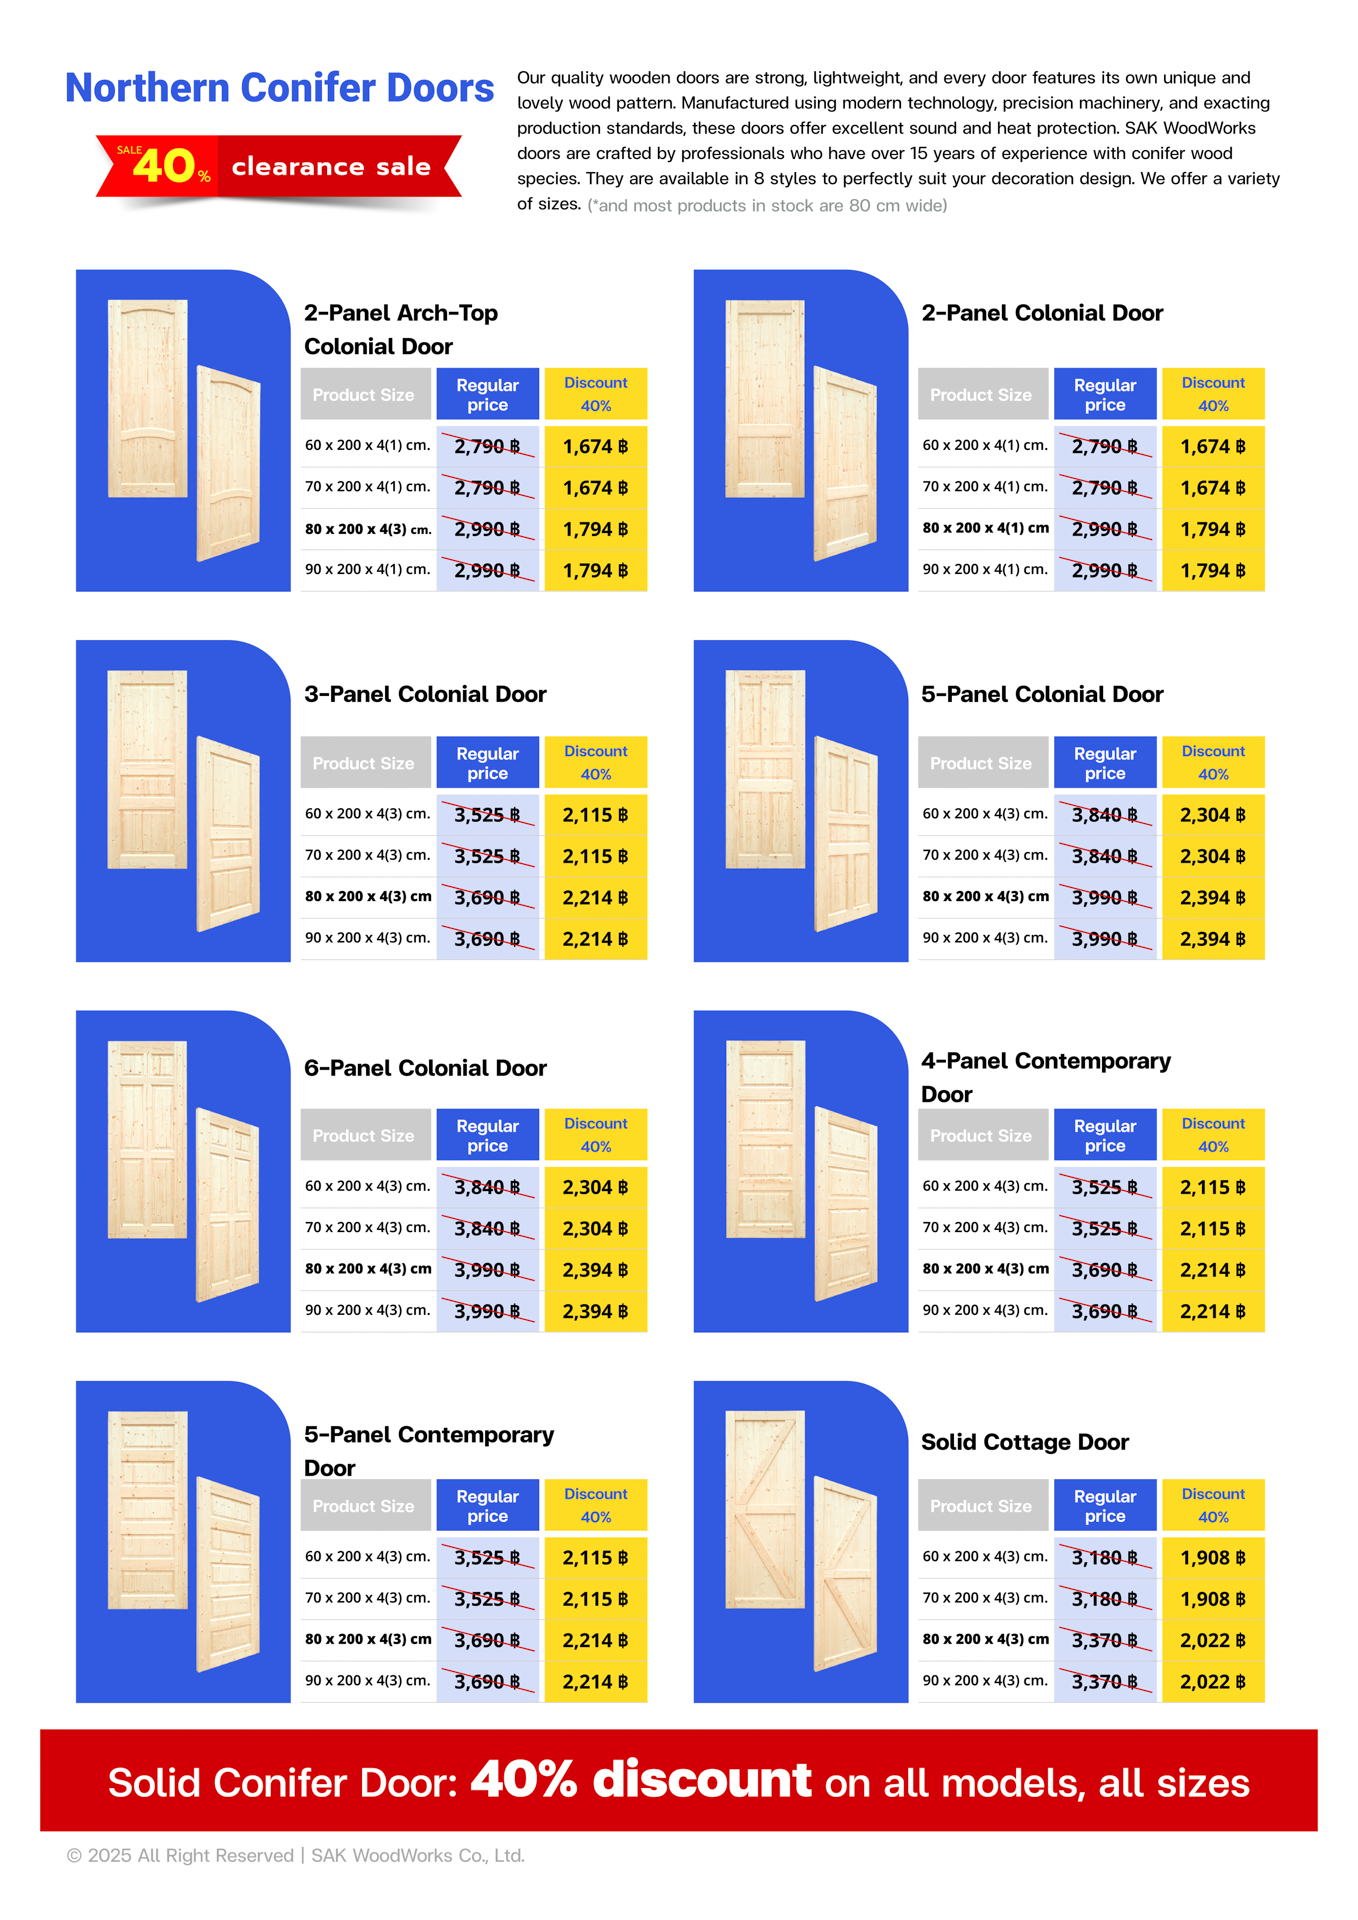 Northern Conifer Doors
SALE 40% clearance sale
Our quality wooden doors are strong, lightweight, and every door features its own unique and
lovely wood pattern. Manufactured using modern technology, precision machinery, and exacting
production standards, these doors offer excellent sound and heat protection. SAK WoodWorks
doors are crafted by professionals who have over 15 years of experience with conifer wood
species. They are available in 8 styles to perfectly suit your decoration design. We offer a variety
of sizes. (*and most products in stock are 80 cm wide)
2-Panel Arch-Top
Colonial Door
Product Size Regular price Discount 40%
60 x 200 x 4(1) cm. 2,790 ฿ 1,674 ฿
70 x 200 x 4(1) cm. 2,790 ฿ 1,674 ฿
80 x 200 x 4(3) cm. 2,990 ฿ 1,794 ฿
90 x 200 x 4(1) cm. 2,990 ฿ 1,794 ฿
2-Panel Colonial Door
Product Size Regular price Discount 40%
60 x 200 x 4(1) cm. 2,790 ฿ 1,674 ฿
70 x 200 x 4(1) cm. 2,790 ฿ 1,674 ฿
80 x 200 x 4(1) cm 2,990 ฿ 1,794 ฿
90 x 200 x 4(1) cm. 2,990 ฿ 1,794 ฿
3-Panel Colonial Door
Product Size Regular price Discount 40%
60 x 200 x 4(3) cm. 3,525 ฿ 2,115 ฿
70 x 200 x 4(3) cm. 3,525 ฿ 2,115 ฿
80 x 200 x 4(3) cm 3,690 ฿ 2,214 ฿
90 x 200 x 4(3) cm. 3,690 ฿ 2,214 ฿
5-Panel Colonial Door
Product Size Regular price Discount 40%
60 x 200 x 4(3) cm. 3,840 ฿ 2,304 ฿
70 x 200 x 4(3) cm. 3,840 ฿ 2,304 ฿
80 x 200 x 4(3) cm 3,990 ฿ 2,394 ฿
90 x 200 x 4(3) cm. 3,990 ฿ 2,394 ฿
6-Panel Colonial Door
Product Size Regular price Discount 40%
60 x 200 x 4(3) cm. 3,840 ฿ 2,304 ฿
70 x 200 x 4(3) cm. 3,840 ฿ 2,304 ฿
80 x 200 x 4(3) cm 3,990 ฿ 2,394 ฿
90 x 200 x 4(3) cm. 3,990 ฿ 2,394 ฿
4-Panel Contemporary
Door
Product Size Regular price Discount 40%
60 x 200 x 4(3) cm. 3,525 ฿ 2,115 ฿
70 x 200 x 4(3) cm. 3,525 ฿ 2,115 ฿
80 x 200 x 4(3) cm 3,690 ฿ 2,214 ฿
90 x 200 x 4(3) cm. 3,690 ฿ 2,214 ฿
5-Panel Contemporary
Door
Product Size Regular price Discount 40%
60 x 200 x 4(3) cm. 3,525 ฿ 2,115 ฿
70 x 200 x 4(3) cm. 3,525 ฿ 2,115 ฿
80 x 200 x 4(3) cm 3,690 ฿ 2,214 ฿
90 x 200 x 4(3) cm. 3,690 ฿ 2,214 ฿
Solid Cottage Door
Product Size Regular price Discount 40%
60 x 200 x 4(3) cm. 3,180 ฿ 1,908 ฿
70 x 200 x 4(3) cm. 3,180 ฿ 1,908 ฿
80 x 200 x 4(3) cm 3,370 ฿ 2,022 ฿
90 x 200 x 4(3) cm. 3,370 ฿ 2,022 ฿
Solid Conifer Door: 40% discount on all models, all sizes
© 2025 All Right Reserved | SAK WoodWorks Co., Ltd.